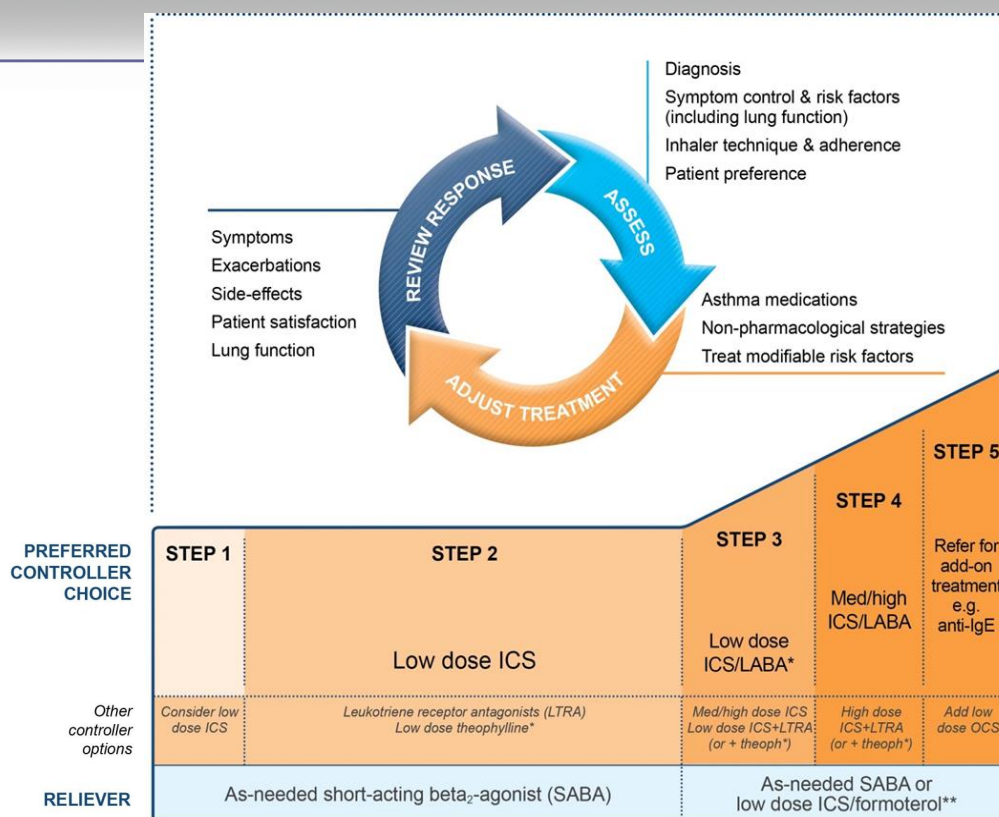 Diagnosis
Symptom control & risk factors
(including lung function)
Inhaler technique & adherence
Patient preference
REVIEW RESPONSE
ASSESS
ADJUST TREATMENT
Symptoms
Exacerbations
Side-effects
Patient satisfaction
Lung function
Asthma medications
Non-pharmacological strategies
Treat modifiable risk factors
PREFERRED
CONTROLLER
CHOICE
STEP 1
STEP 2
Low dose ICS
STEP 3
Low dose
ICS/LABA*
STEP 4
Med/high
ICS/LABA
STEP 5
Refer for
add-on
treatment
e.g.
anti-IgE
Other
controller
options
Consider low
dose ICS
Leukotriene receptor antagonists (LTRA)
Low dose theophylline*
Med/high dose ICS
Low dose ICS+LTRA
(or + theoph*)
High dose
ICS+LTRA
(or + theoph*)
Add low
dose OCS
RELIEVER
As-needed short-acting beta₂-agonist (SABA)
As-needed SABA or
low dose ICS/formoterol**